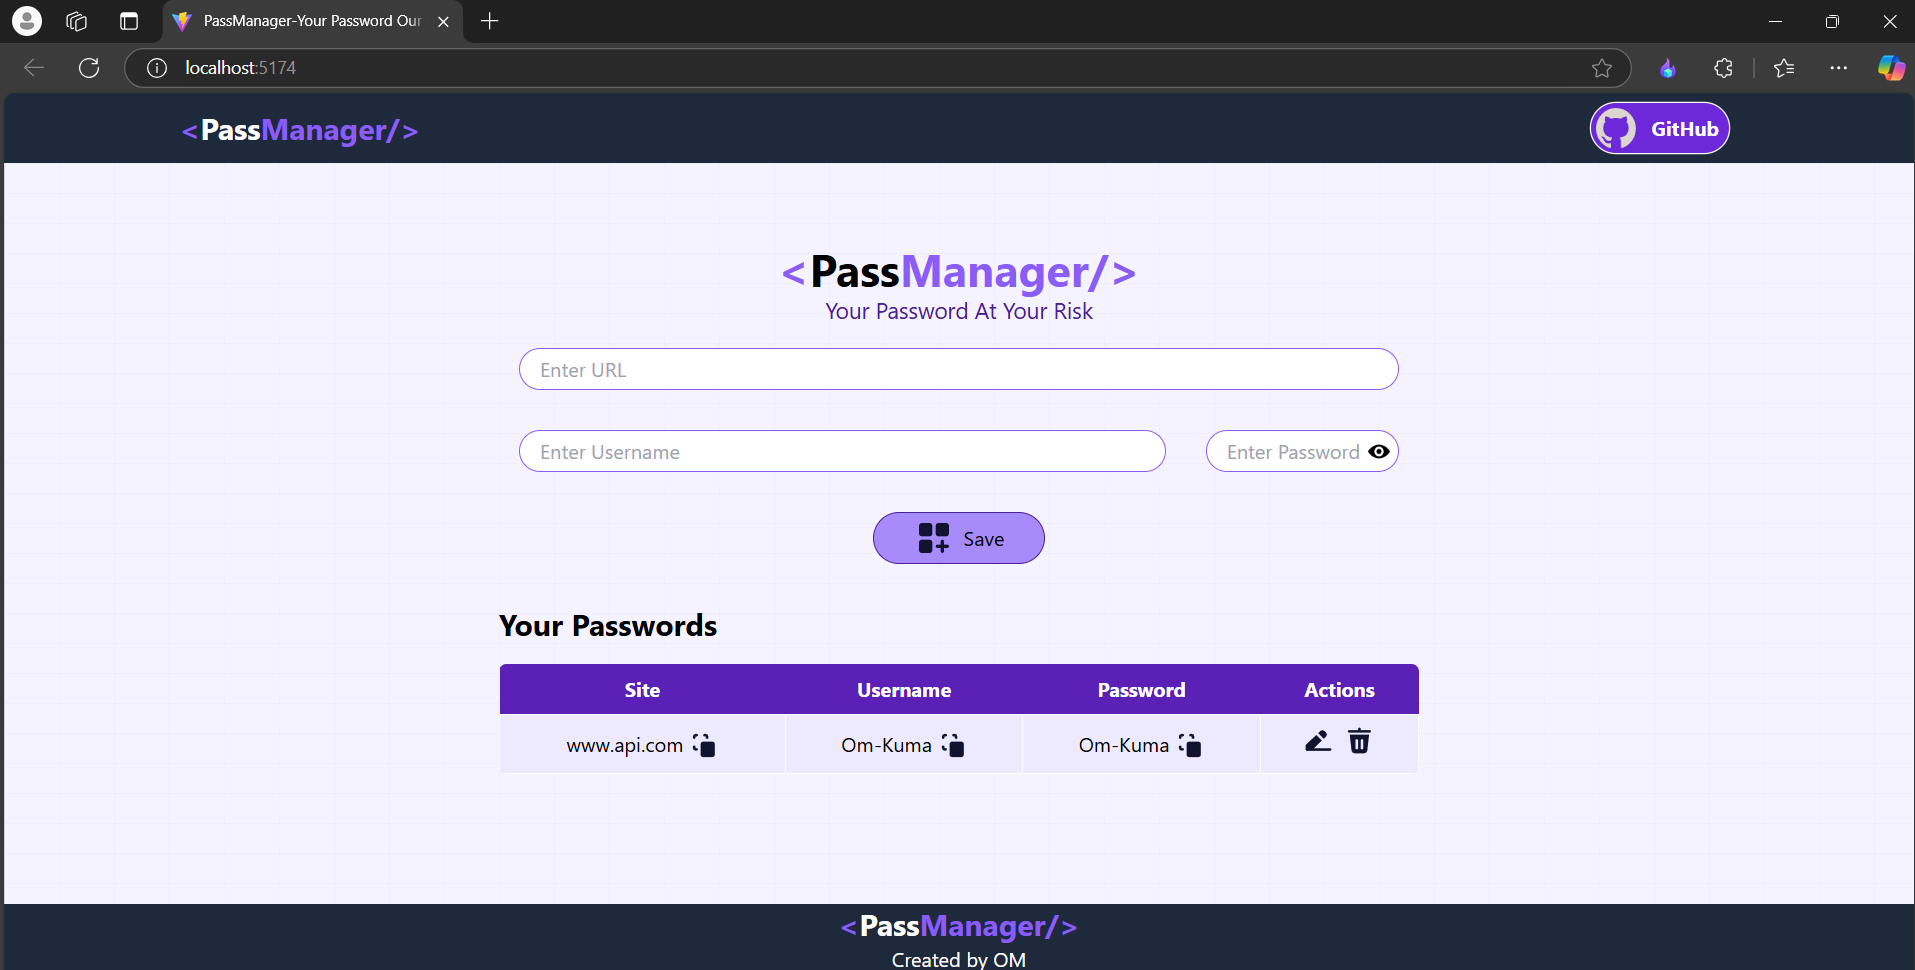 PassManager-Your Password Our
localhost:5174
<PassManager/>
GitHub
<PassManager/>
Your Password At Your Risk
Enter URL
Enter Username
Enter Password
Save
Your Passwords
Site Username Password Actions
www.api.com Om-Kuma Om-Kuma
<PassManager/>
Created by OM